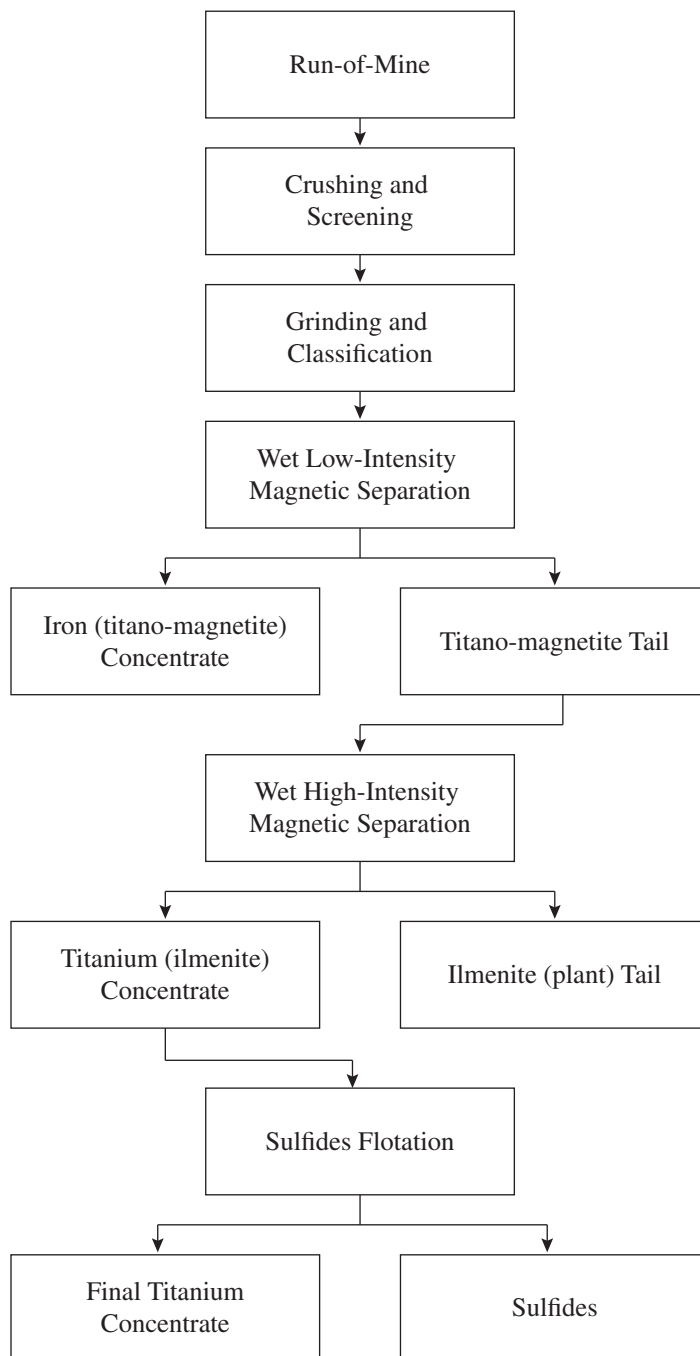 Run-of-Mine
Crushing and
Screening
Grinding and
Classification
Wet Low-Intensity
Magnetic Separation
Iron (titano-magnetite)
Concentrate
Titano-magnetite Tail
Wet High-Intensity
Magnetic Separation
Titanium (ilmenite)
Concentrate
Ilmenite (plant) Tail
Sulfides Flotation
Final Titanium
Concentrate
Sulfides